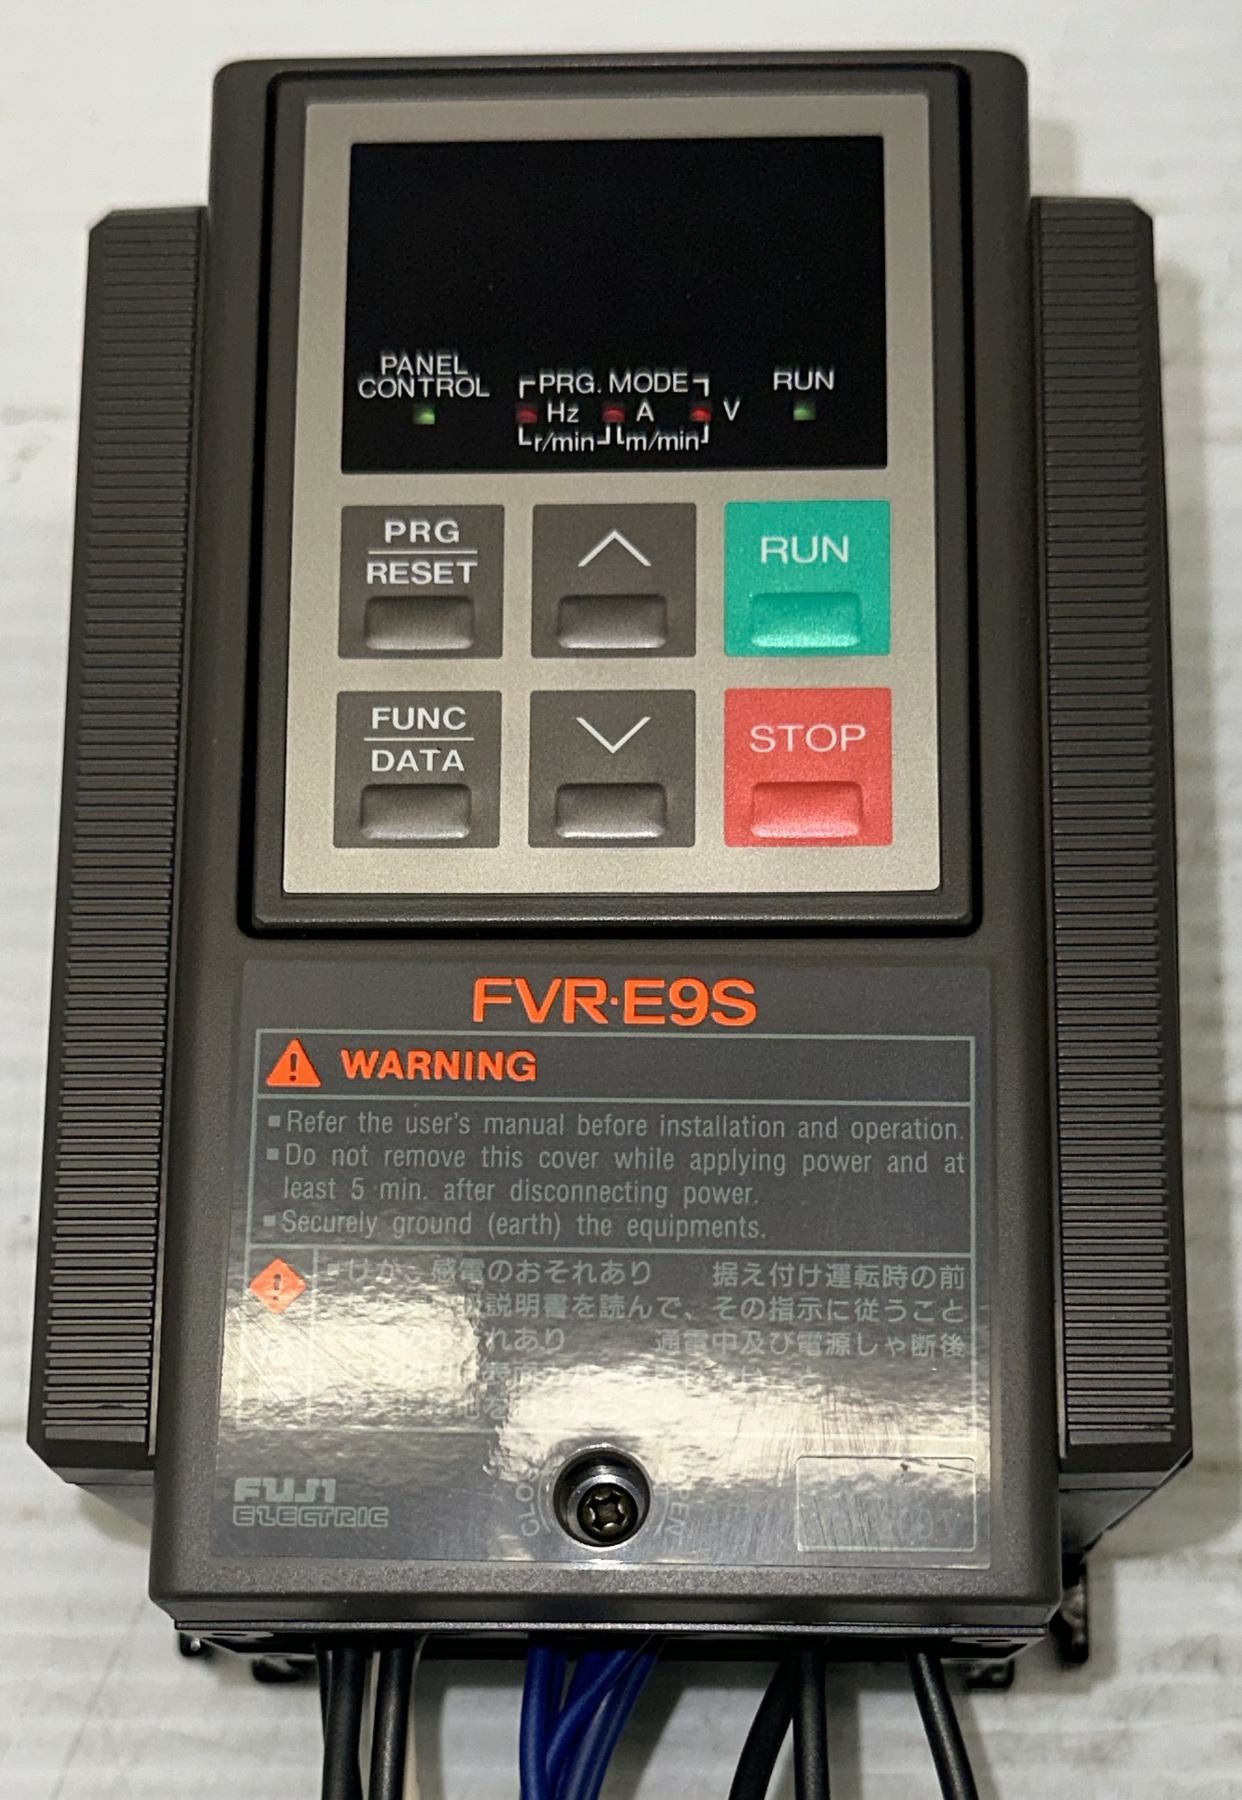 PANEL
CONTROL
PRG. MODE
Hz A V
r/min m/min
RUN
PRG
RESET
RUN
FUNC
DATA
STOP
FVR·E9S
WARNING
Refer the user's manual before installation and operation.
Do not remove this cover while applying power and at
least 5 min. after disconnecting power.
Securely ground (earth) the equipments.
感電のおそれあり 据え付け運転時の前
説明書を読んで、その指示に従うこと
れあり 通電中及び電源しゃ断後
FUJI
ELECTRIC